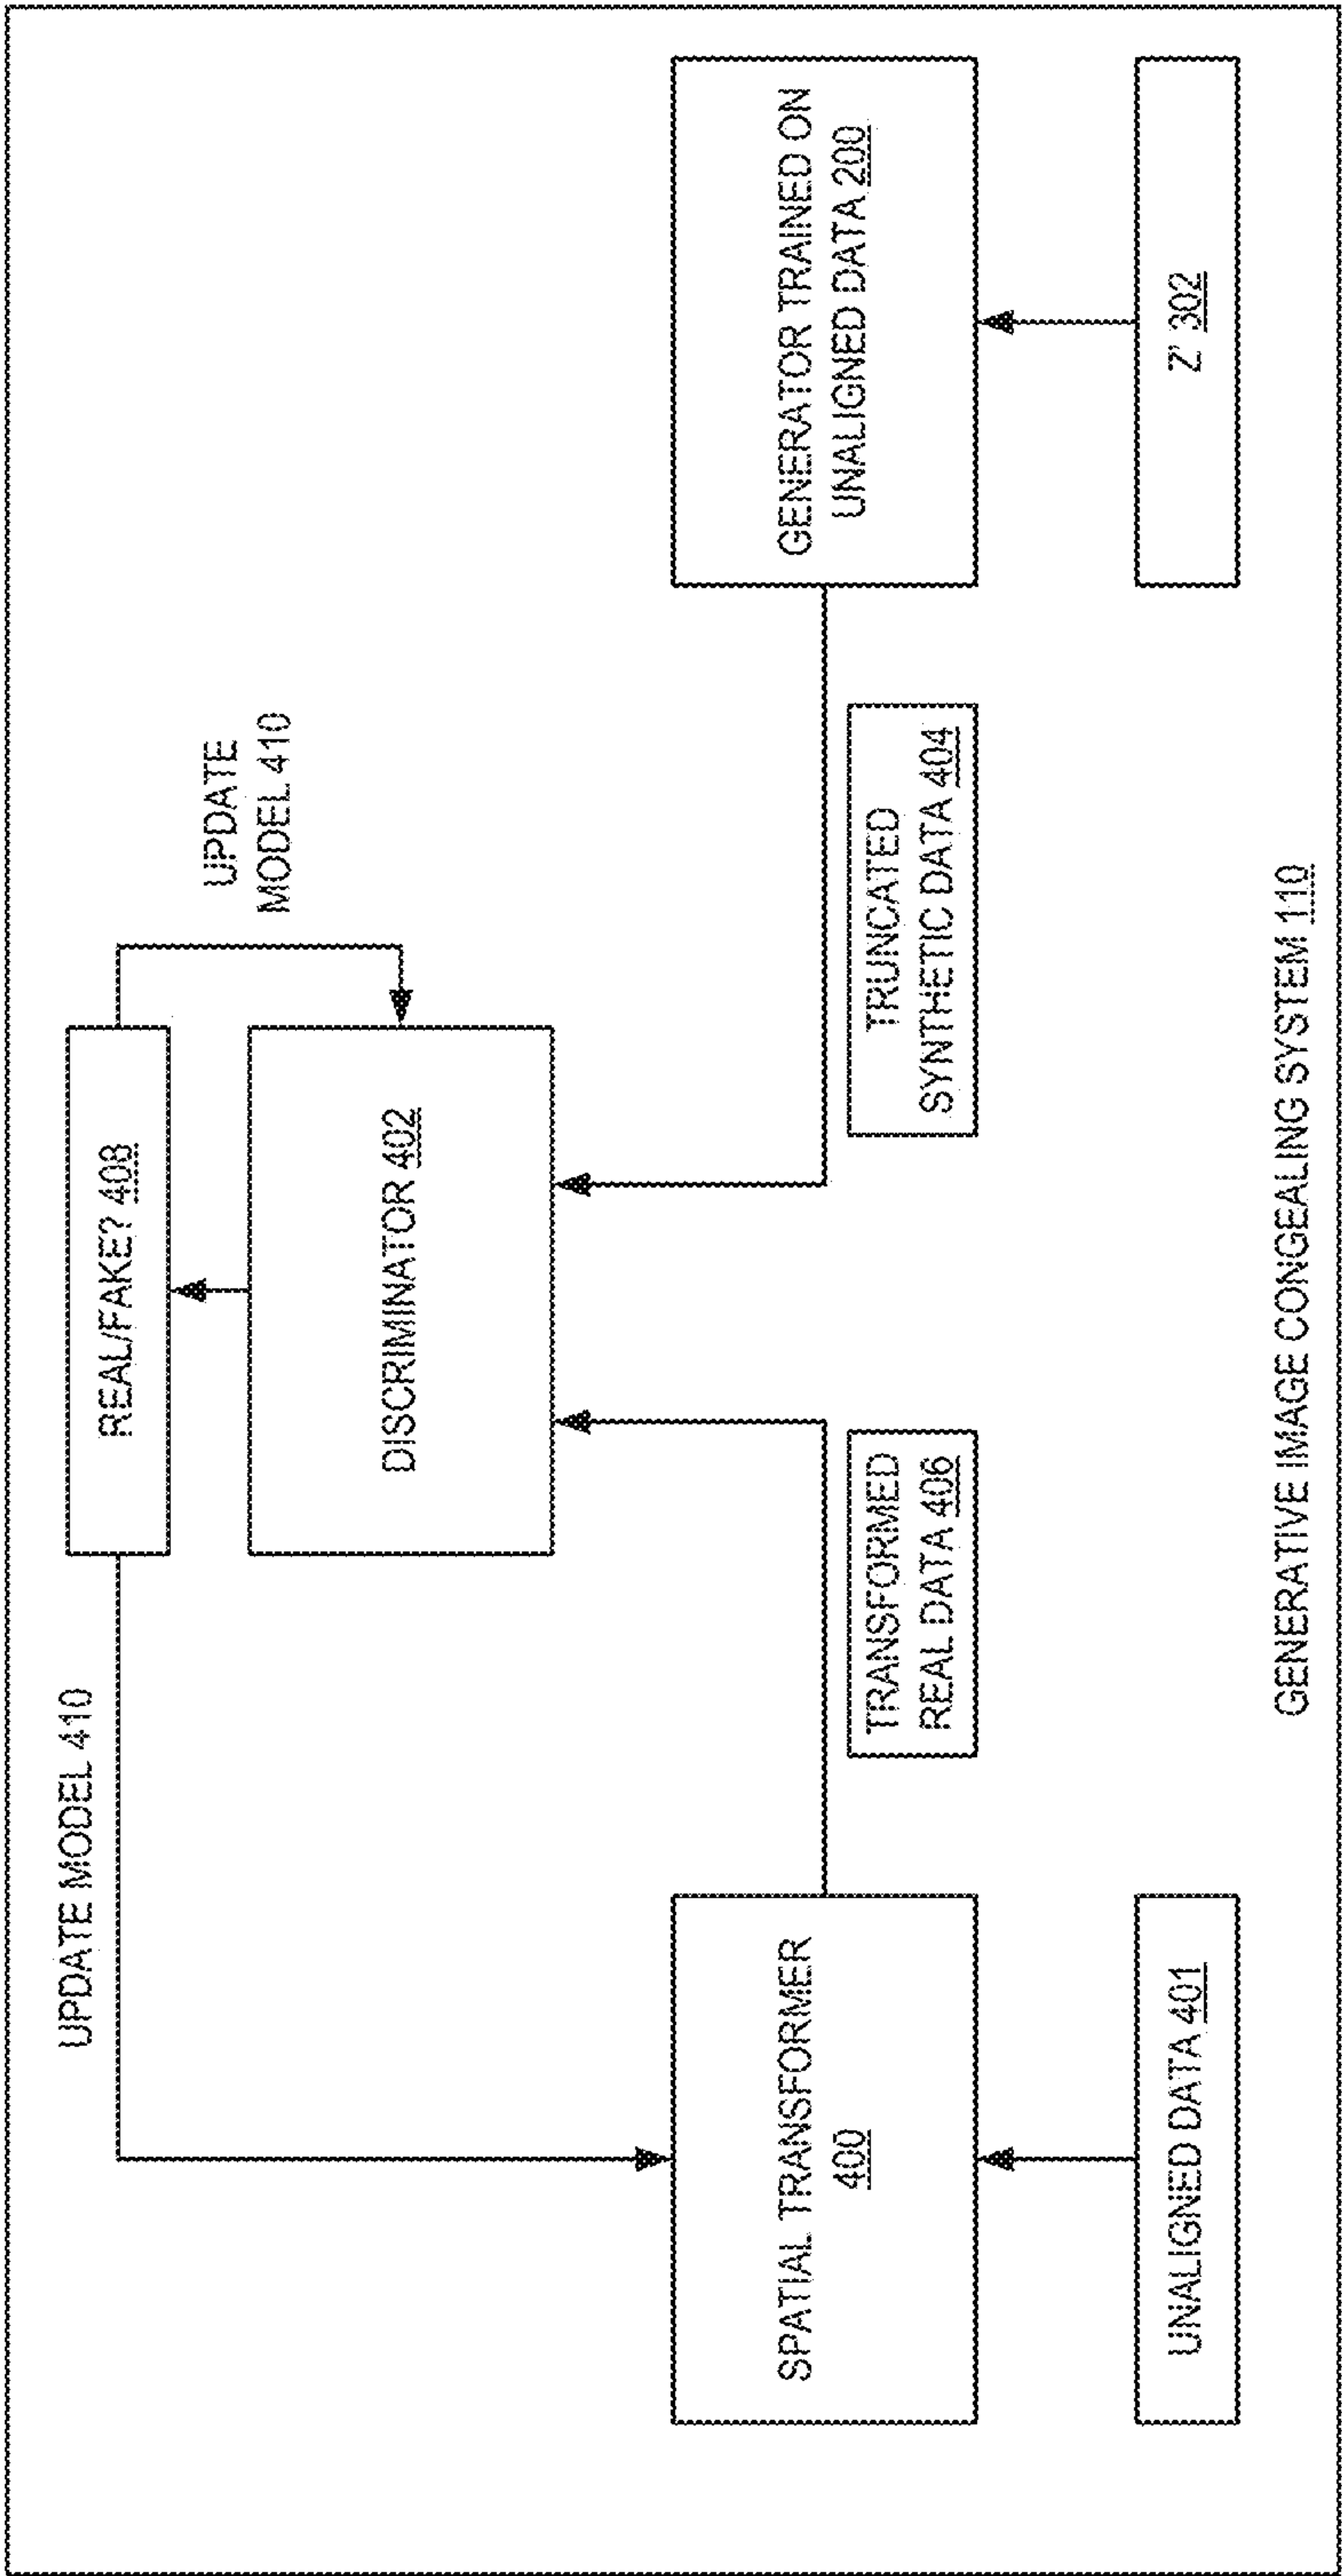 UPDATE MODEL 410
REAL/FAKE? 408
UPDATE
MODEL 410
DISCRIMINATOR 402
SPATIAL TRANSFORMER
400
GENERATOR TRAINED ON
UNALIGNED DATA 200
TRANSFORMED
REAL DATA 406
TRUNCATED
SYNTHETIC DATA 404
UNALIGNED DATA 401
Z' 302
GENERATIVE IMAGE CONGEALING SYSTEM 110